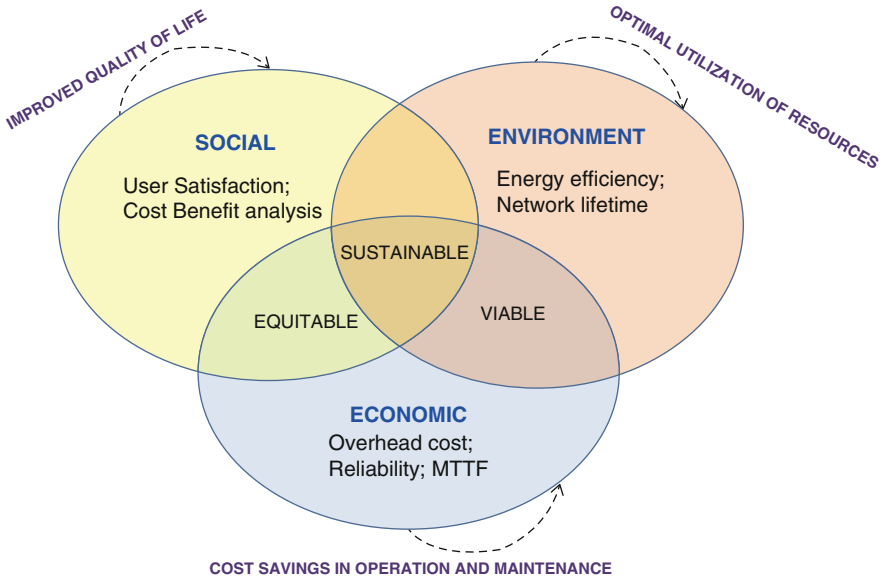 IMPROVED QUALITY OF LIFE
OPTIMAL UTILIZATION OF RESOURCES
SOCIAL
User Satisfaction;
Cost Benefit analysis
ENVIRONMENT
Energy efficiency;
Network lifetime
SUSTAINABLE
EQUITABLE
VIABLE
ECONOMIC
Overhead cost;
Reliability; MTTF
COST SAVINGS IN OPERATION AND MAINTENANCE